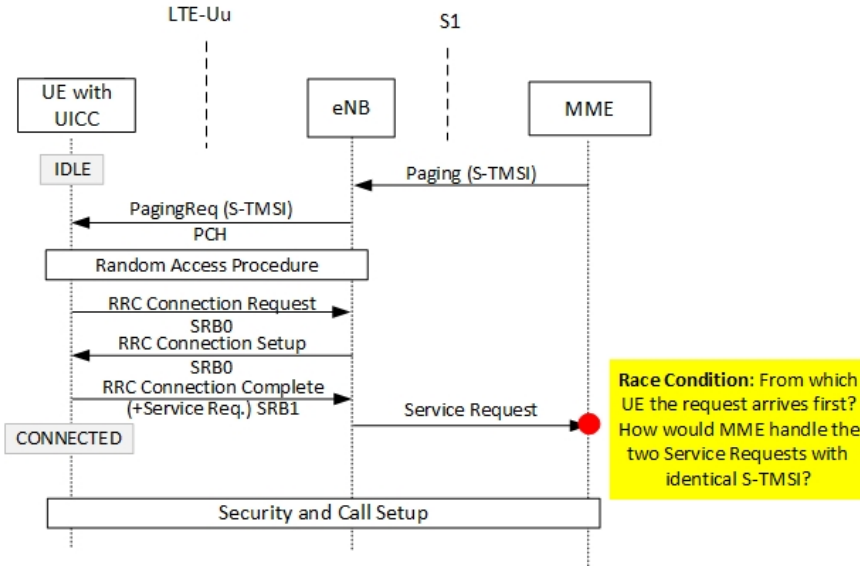 LTE-Uu
S1
UE with
UICC
eNB
MME
IDLE
Paging (S-TMSI)
PagingReq (S-TMSI)
PCH
Random Access Procedure
RRC Connection Request
SRB0
RRC Connection Setup
SRB0
RRC Connection Complete
(+Service Req.) SRB1
Service Request
CONNECTED
Race Condition: From which
UE the request arrives first?
How would MME handle the
two Service Requests with
identical S-TMSI?
Security and Call Setup